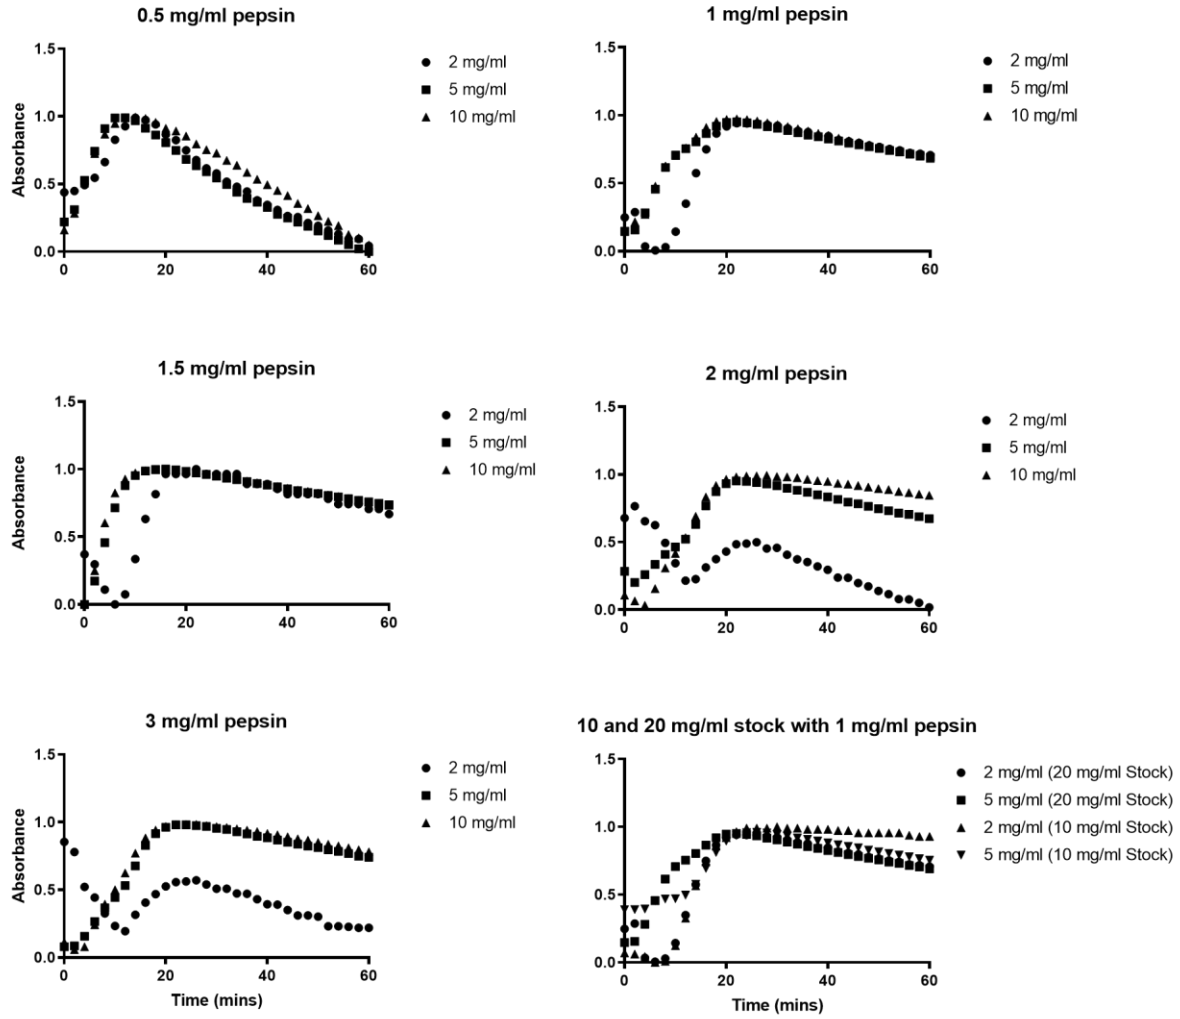 0.5 mg/ml pepsin
1.5
1.0
0.5
0.0
Absorbance
0
20
40
60
2 mg/ml
5 mg/ml
10 mg/ml
1 mg/ml pepsin
1.5
1.0
0.5
0.0
0
20
40
60
2 mg/ml
5 mg/ml
10 mg/ml
1.5 mg/ml pepsin
1.5
1.0
0.5
0.0
Absorbance
0
20
40
60
2 mg/ml
5 mg/ml
10 mg/ml
2 mg/ml pepsin
1.5
1.0
0.5
0.0
0
20
40
60
2 mg/ml
5 mg/ml
10 mg/ml
3 mg/ml pepsin
1.5
1.0
0.5
0.0
Absorbance
0
20
40
60
Time (mins)
2 mg/ml
5 mg/ml
10 mg/ml
10 and 20 mg/ml stock with 1 mg/ml pepsin
1.5
1.0
0.5
0.0
0
20
40
60
Time (mins)
2 mg/ml (20 mg/ml Stock)
5 mg/ml (20 mg/ml Stock)
2 mg/ml (10 mg/ml Stock)
5 mg/ml (10 mg/ml Stock)